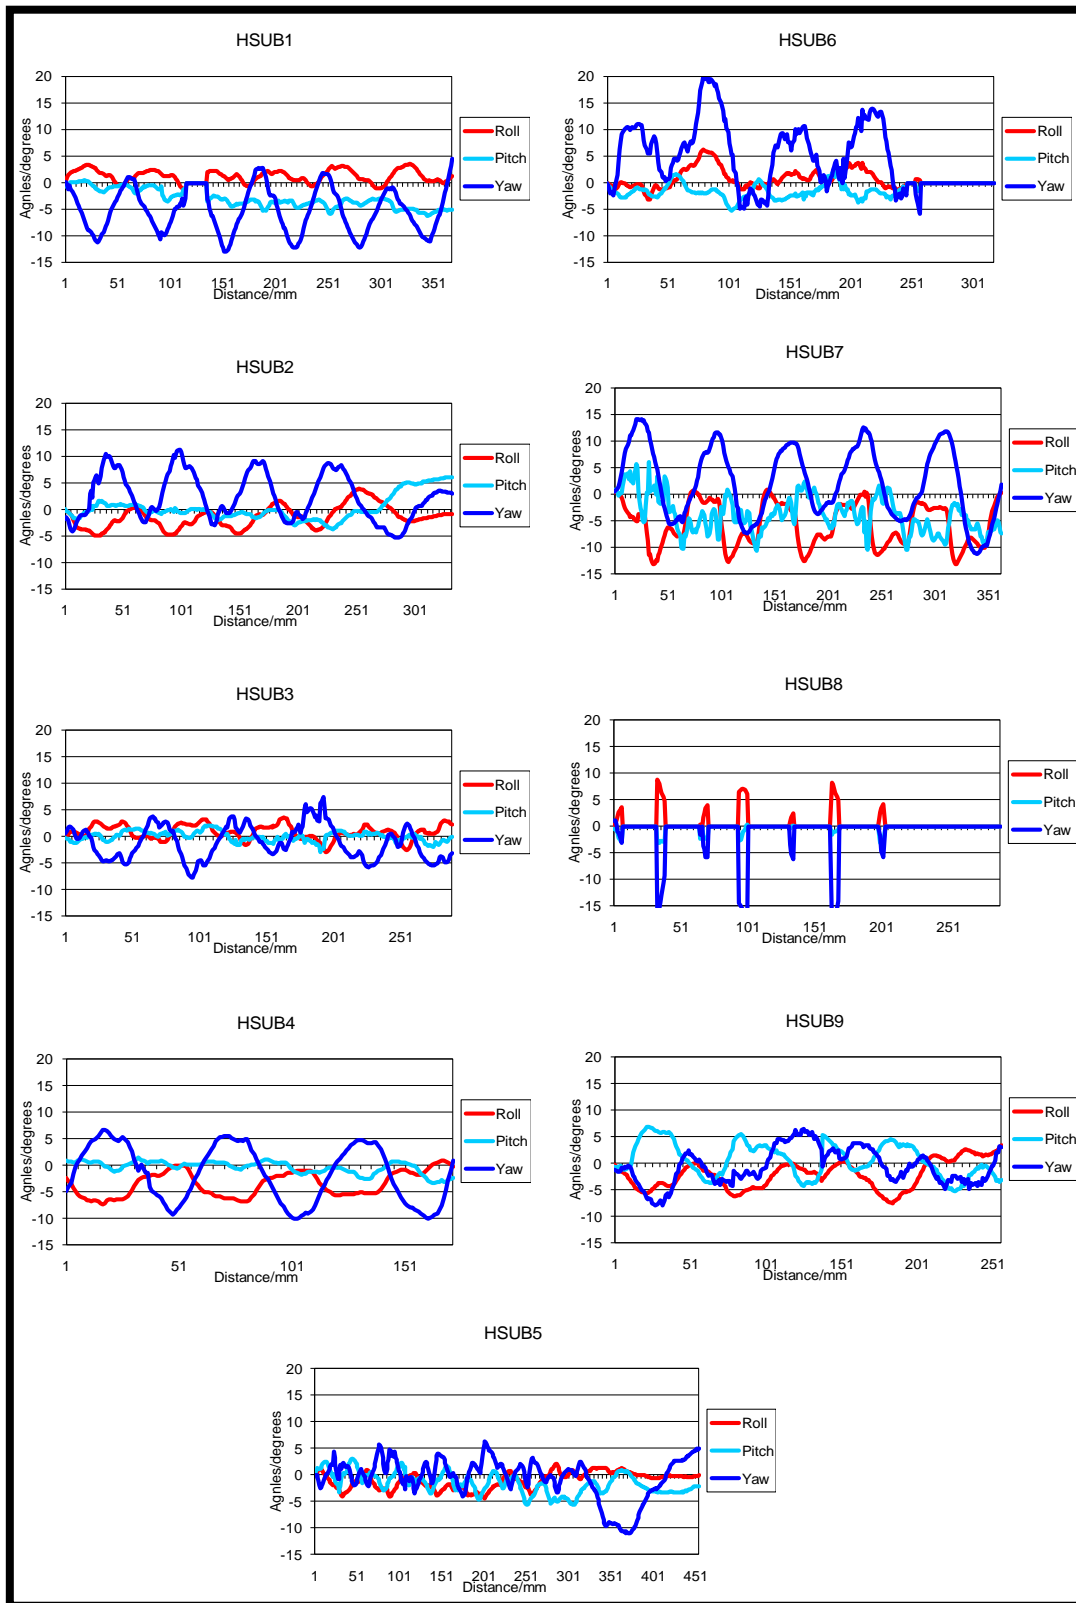 HSUB1
20
15
10
5
0
-5
-10
-15
Agnles/degrees
1 51 101 151 201 251 301 351
Distance/mm
Roll
Pitch
Yaw
HSUB6
20
15
10
5
0
-5
-10
-15
Agnles/degrees
1 51 101 151 201 251 301
Distance/mm
Roll
Pitch
Yaw
HSUB2
20
15
10
5
0
-5
-10
-15
Agnles/degrees
1 51 101 151 201 251 301
Distance/mm
Roll
Pitch
Yaw
HSUB7
20
15
10
5
0
-5
-10
-15
Agnles/degrees
1 51 101 151 201 251 301 351
Distance/mm
Roll
Pitch
Yaw
HSUB3
20
15
10
5
0
-5
-10
-15
Agnles/degrees
1 51 101 151 201 251
Distance/mm
Roll
Pitch
Yaw
HSUB8
20
15
10
5
0
-5
-10
-15
Agnles/degrees
1 51 101 151 201 251
Distance/mm
Roll
Pitch
Yaw
HSUB4
20
15
10
5
0
-5
-10
-15
Agnles/degrees
1 51 101 151
Distance/mm
Roll
Pitch
Yaw
HSUB9
20
15
10
5
0
-5
-10
-15
Agnles/degrees
1 51 101 151 201 251
Distance/mm
Roll
Pitch
Yaw
HSUB5
20
15
10
5
0
-5
-10
-15
Agnles/degrees
1 51 101 151 201 251 301 351 401 451
Distance/mm
Roll
Pitch
Yaw